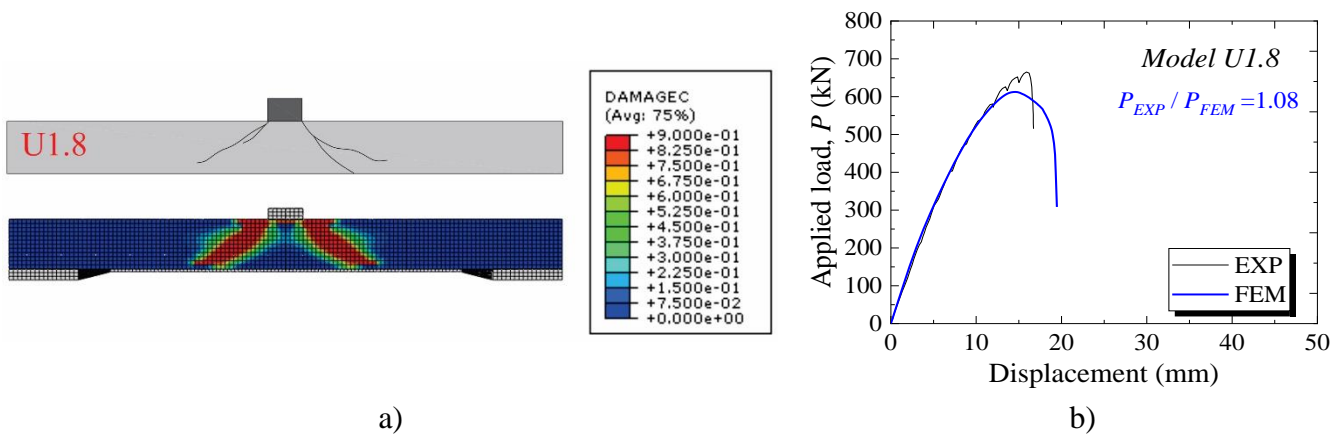 U1.8
DAMAGEC
(Avg: 75%)
+9.000e-01
+8.250e-01
+7.500e-01
+6.750e-01
+6.000e-01
+5.250e-01
+4.500e-01
+3.750e-01
+3.000e-01
+2.250e-01
+1.500e-01
+7.500e-02
+0.000e+00
a)
800
700
600
500
400
300
200
100
0
Applied load, P (kN)
Model U1.8
P_EXP / P_FEM =1.08
EXP
FEM
0 10 20 30 40 50
Displacement (mm)
b)